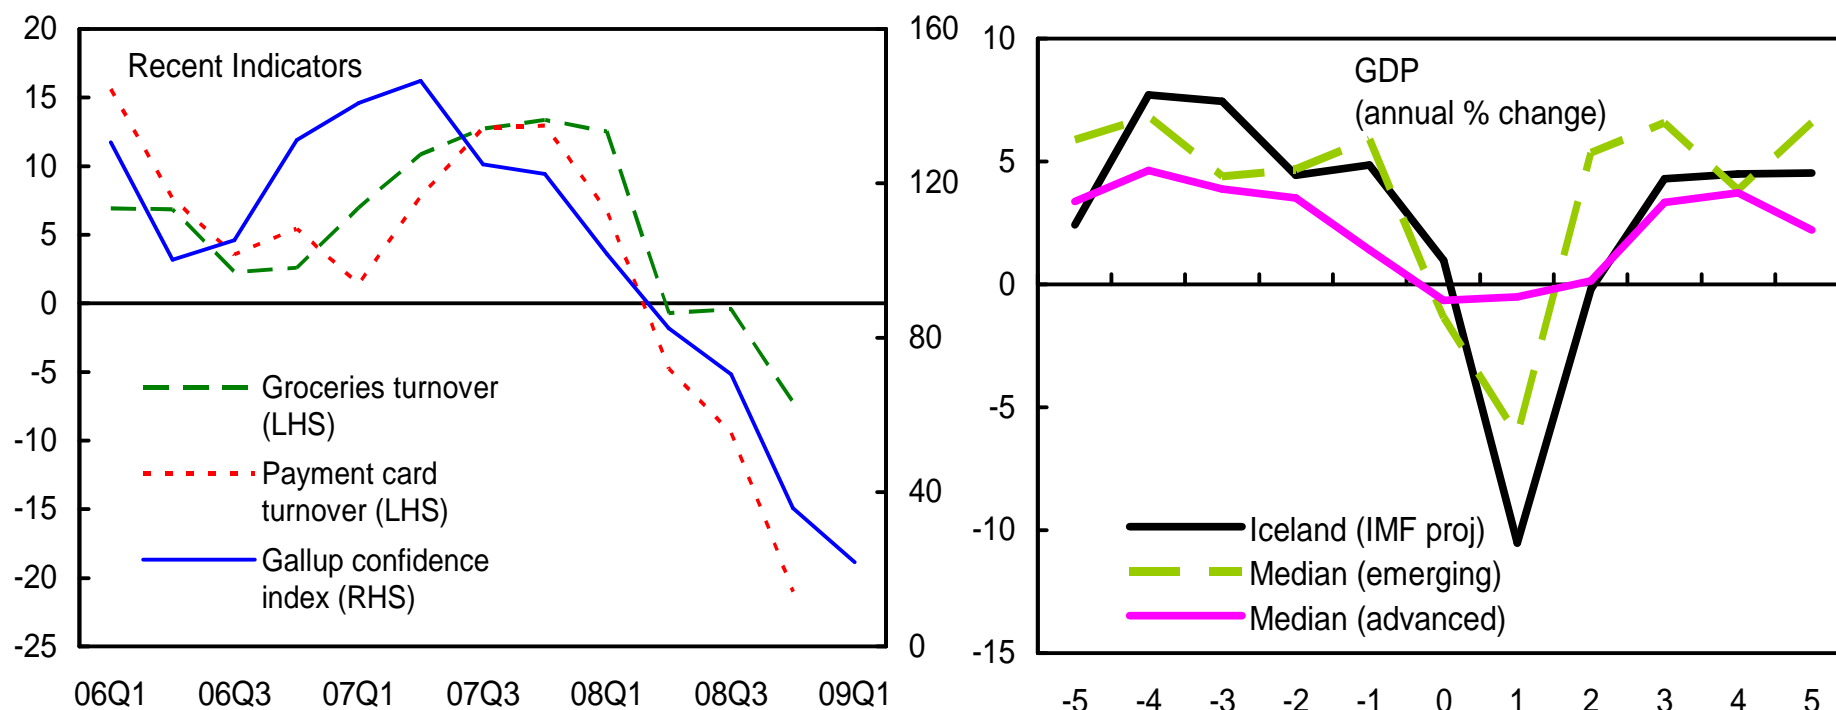 Recent Indicators
20
15
10
5
0
-5
-10
-15
-20
-25
160
120
80
40
0
Groceries turnover
(LHS)
Payment card
turnover (LHS)
Gallup confidence
index (RHS)
06Q1 06Q3 07Q1 07Q3 08Q1 08Q3 09Q1
GDP
(annual % change)
10
5
0
-5
-10
-15
Iceland (IMF proj)
Median (emerging)
Median (advanced)
-5 -4 -3 -2 -1 0 1 2 3 4 5